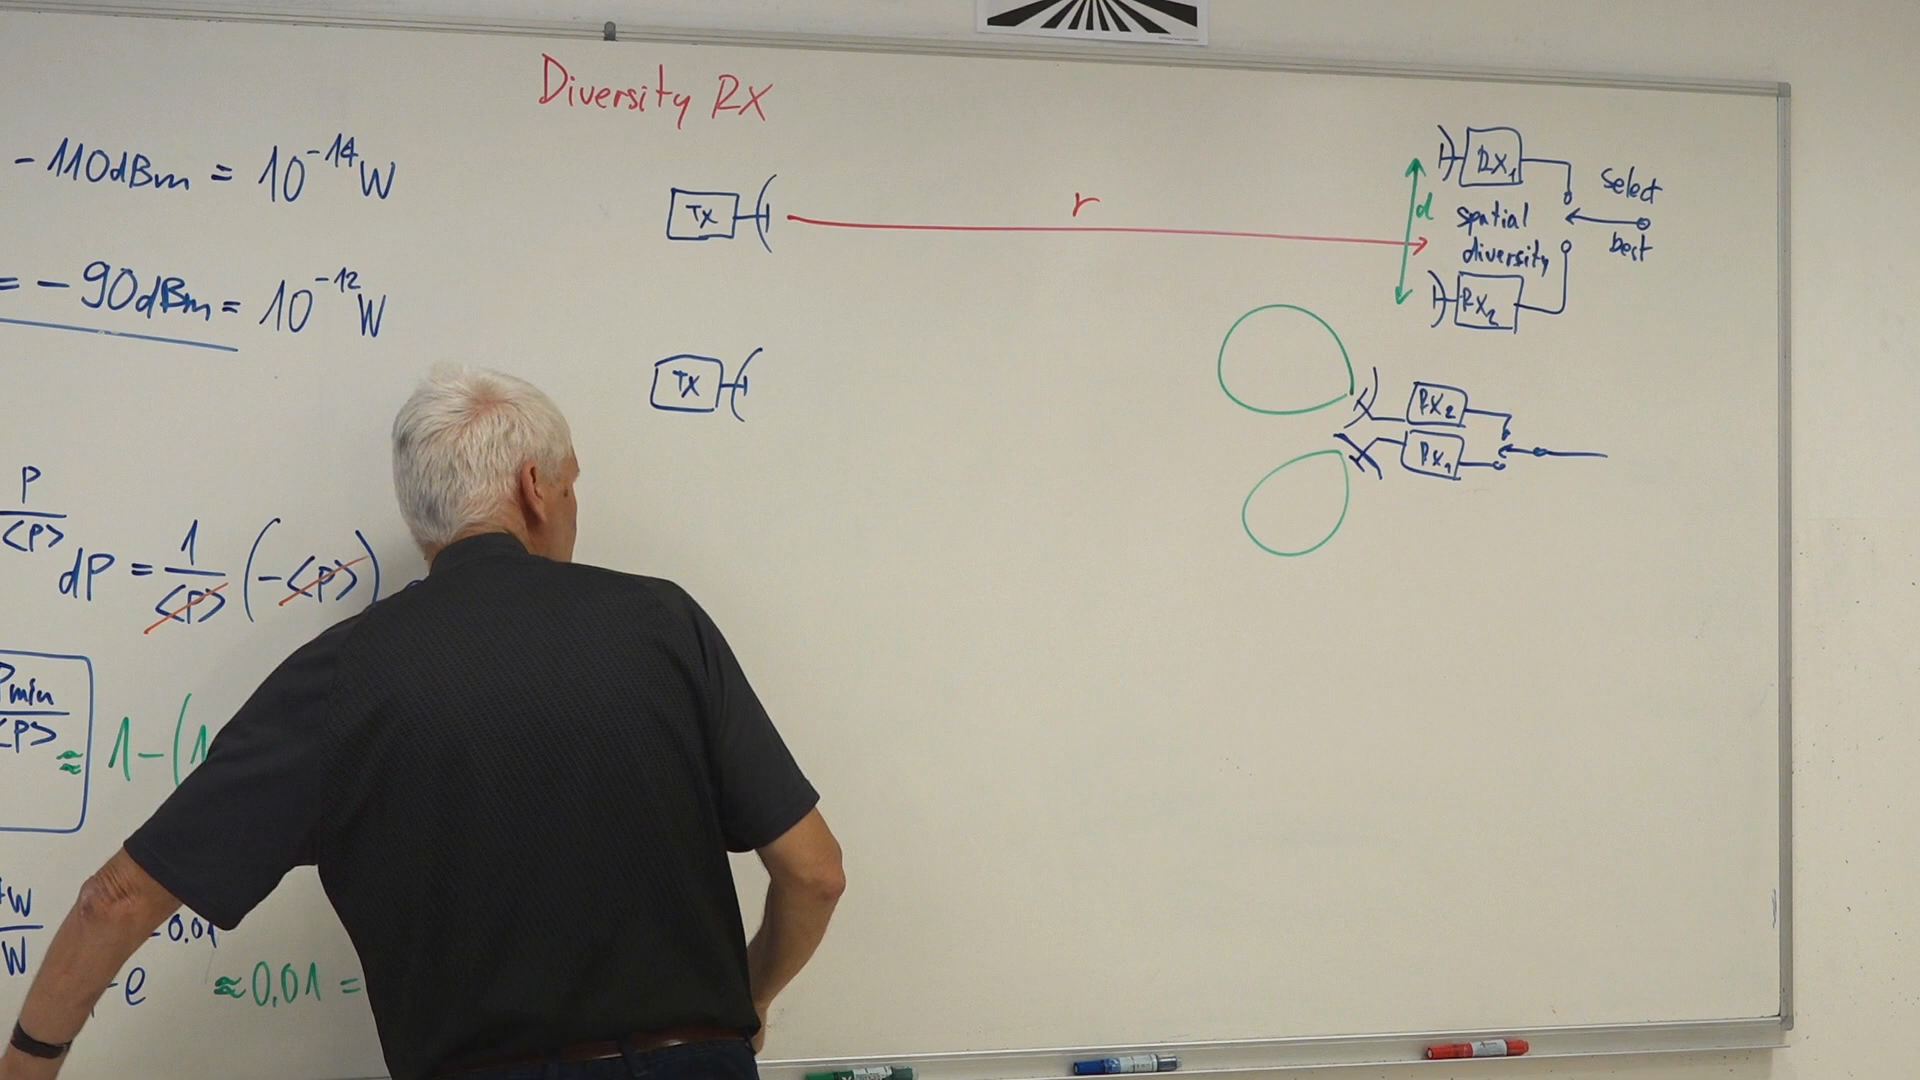 Diversity RX
- 110dBm = 10^-14 W
= - 90dBm = 10^-12 W
P
<P>
dP = 1/<P> (-<P>)
Pmin
<P>
≈ 1-(1
W
W
-0.01
e
≈ 0,01 =
TX
r
d
RX1
spatial
diversity
RX2
Select
best
TX
RX2
RX1